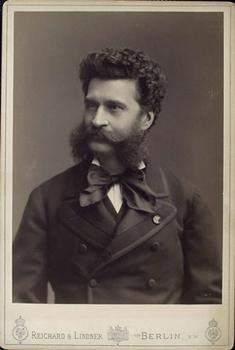 REICHARD & LINDNER BERLIN, N.W.